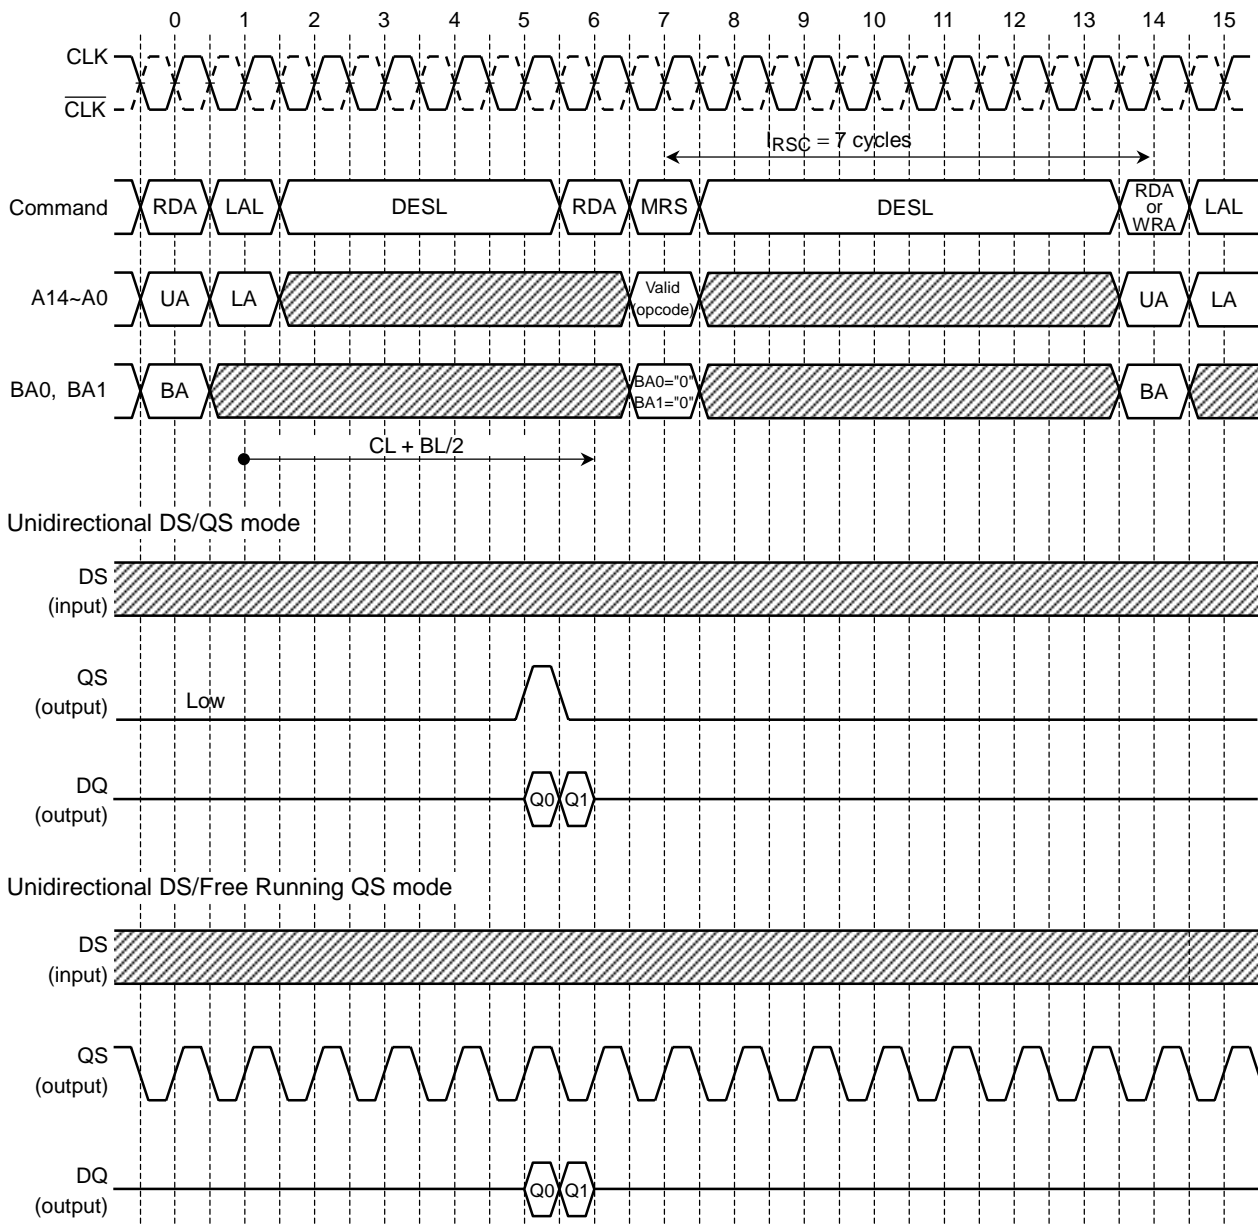 0 1 2 3 4 5 6 7 8 9 10 11 12 13 14 15
CLK
CLK
IRSC = 7 cycles
Command RDA LAL DESL RDA MRS DESL RDA or WRA LAL
A14~A0 UA LA Valid (opcode) UA LA
BA0, BA1 BA BA0="0" BA1="0" BA
CL + BL/2
Unidirectional DS/QS mode
DS
(input)
QS
(output)
Low
DQ
(output)
Q0 Q1
Unidirectional DS/Free Running QS mode
DS
(input)
QS
(output)
DQ
(output)
Q0 Q1